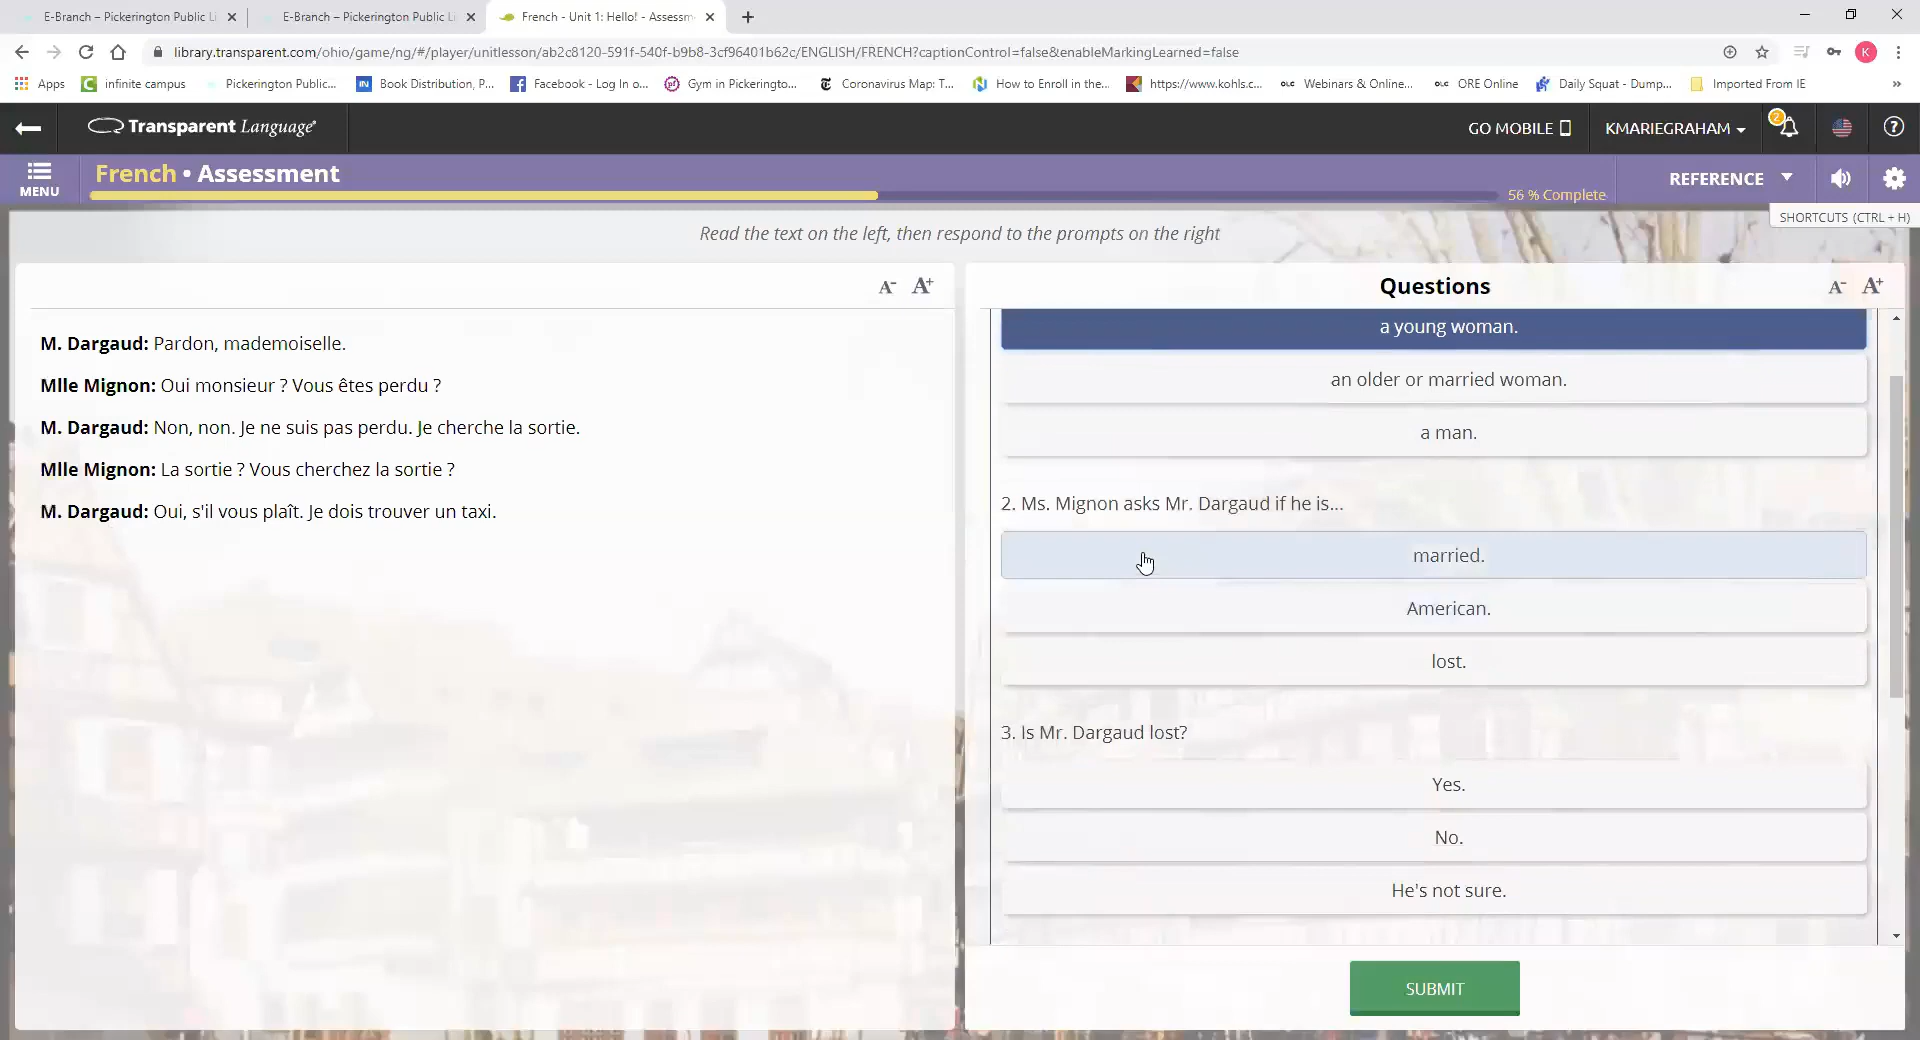 E-Branch – Pickerington Public Li
E-Branch – Pickerington Public Li
French - Unit 1: Hello! - Assessm
library.transparent.com/ohio/game/ng/#/player/unitlesson/ab2c8120-591f-540f-b9b8-3cf96401b62c/ENGLISH/FRENCH?captionControl=false&enableMarkingLearned=false
K
Apps
infinite campus
Pickerington Public...
IN Book Distribution, P...
Facebook - Log In o...
pf Gym in Pickeringto...
Coronavirus Map: T...
How to Enroll in the...
https://www.kohls.c...
OLC Webinars & Online...
OLC ORE Online
Daily Squat - Dump...
Imported From IE
»
Transparent Language
GO MOBILE
KMARIEGRAHAM
2
MENU
French • Assessment
56 % Complete
REFERENCE
SHORTCUTS (CTRL + H)
Read the text on the left, then respond to the prompts on the right
A- A+
M. Dargaud: Pardon, mademoiselle.
Mlle Mignon: Oui monsieur ? Vous êtes perdu ?
M. Dargaud: Non, non. Je ne suis pas perdu. Je cherche la sortie.
Mlle Mignon: La sortie ? Vous cherchez la sortie ?
M. Dargaud: Oui, s'il vous plaît. Je dois trouver un taxi.
Questions
A- A+
a young woman.
an older or married woman.
a man.
2. Ms. Mignon asks Mr. Dargaud if he is...
married.
American.
lost.
3. Is Mr. Dargaud lost?
Yes.
No.
He's not sure.
SUBMIT